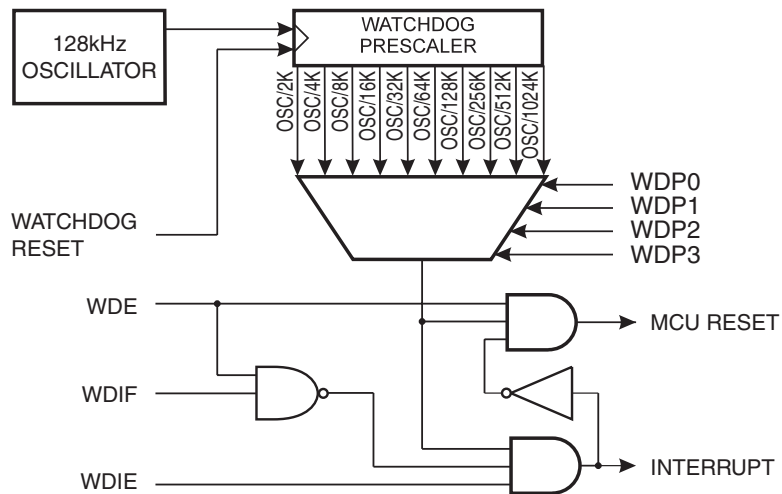 128kHz
OSCILLATOR
WATCHDOG
PRESCALER
OSC/2K
OSC/4K
OSC/8K
OSC/16K
OSC/32K
OSC/64K
OSC/128K
OSC/256K
OSC/512K
OSC/1024K
WDP0
WDP1
WDP2
WDP3
WATCHDOG
RESET
WDE
MCU RESET
WDIF
INTERRUPT
WDIE